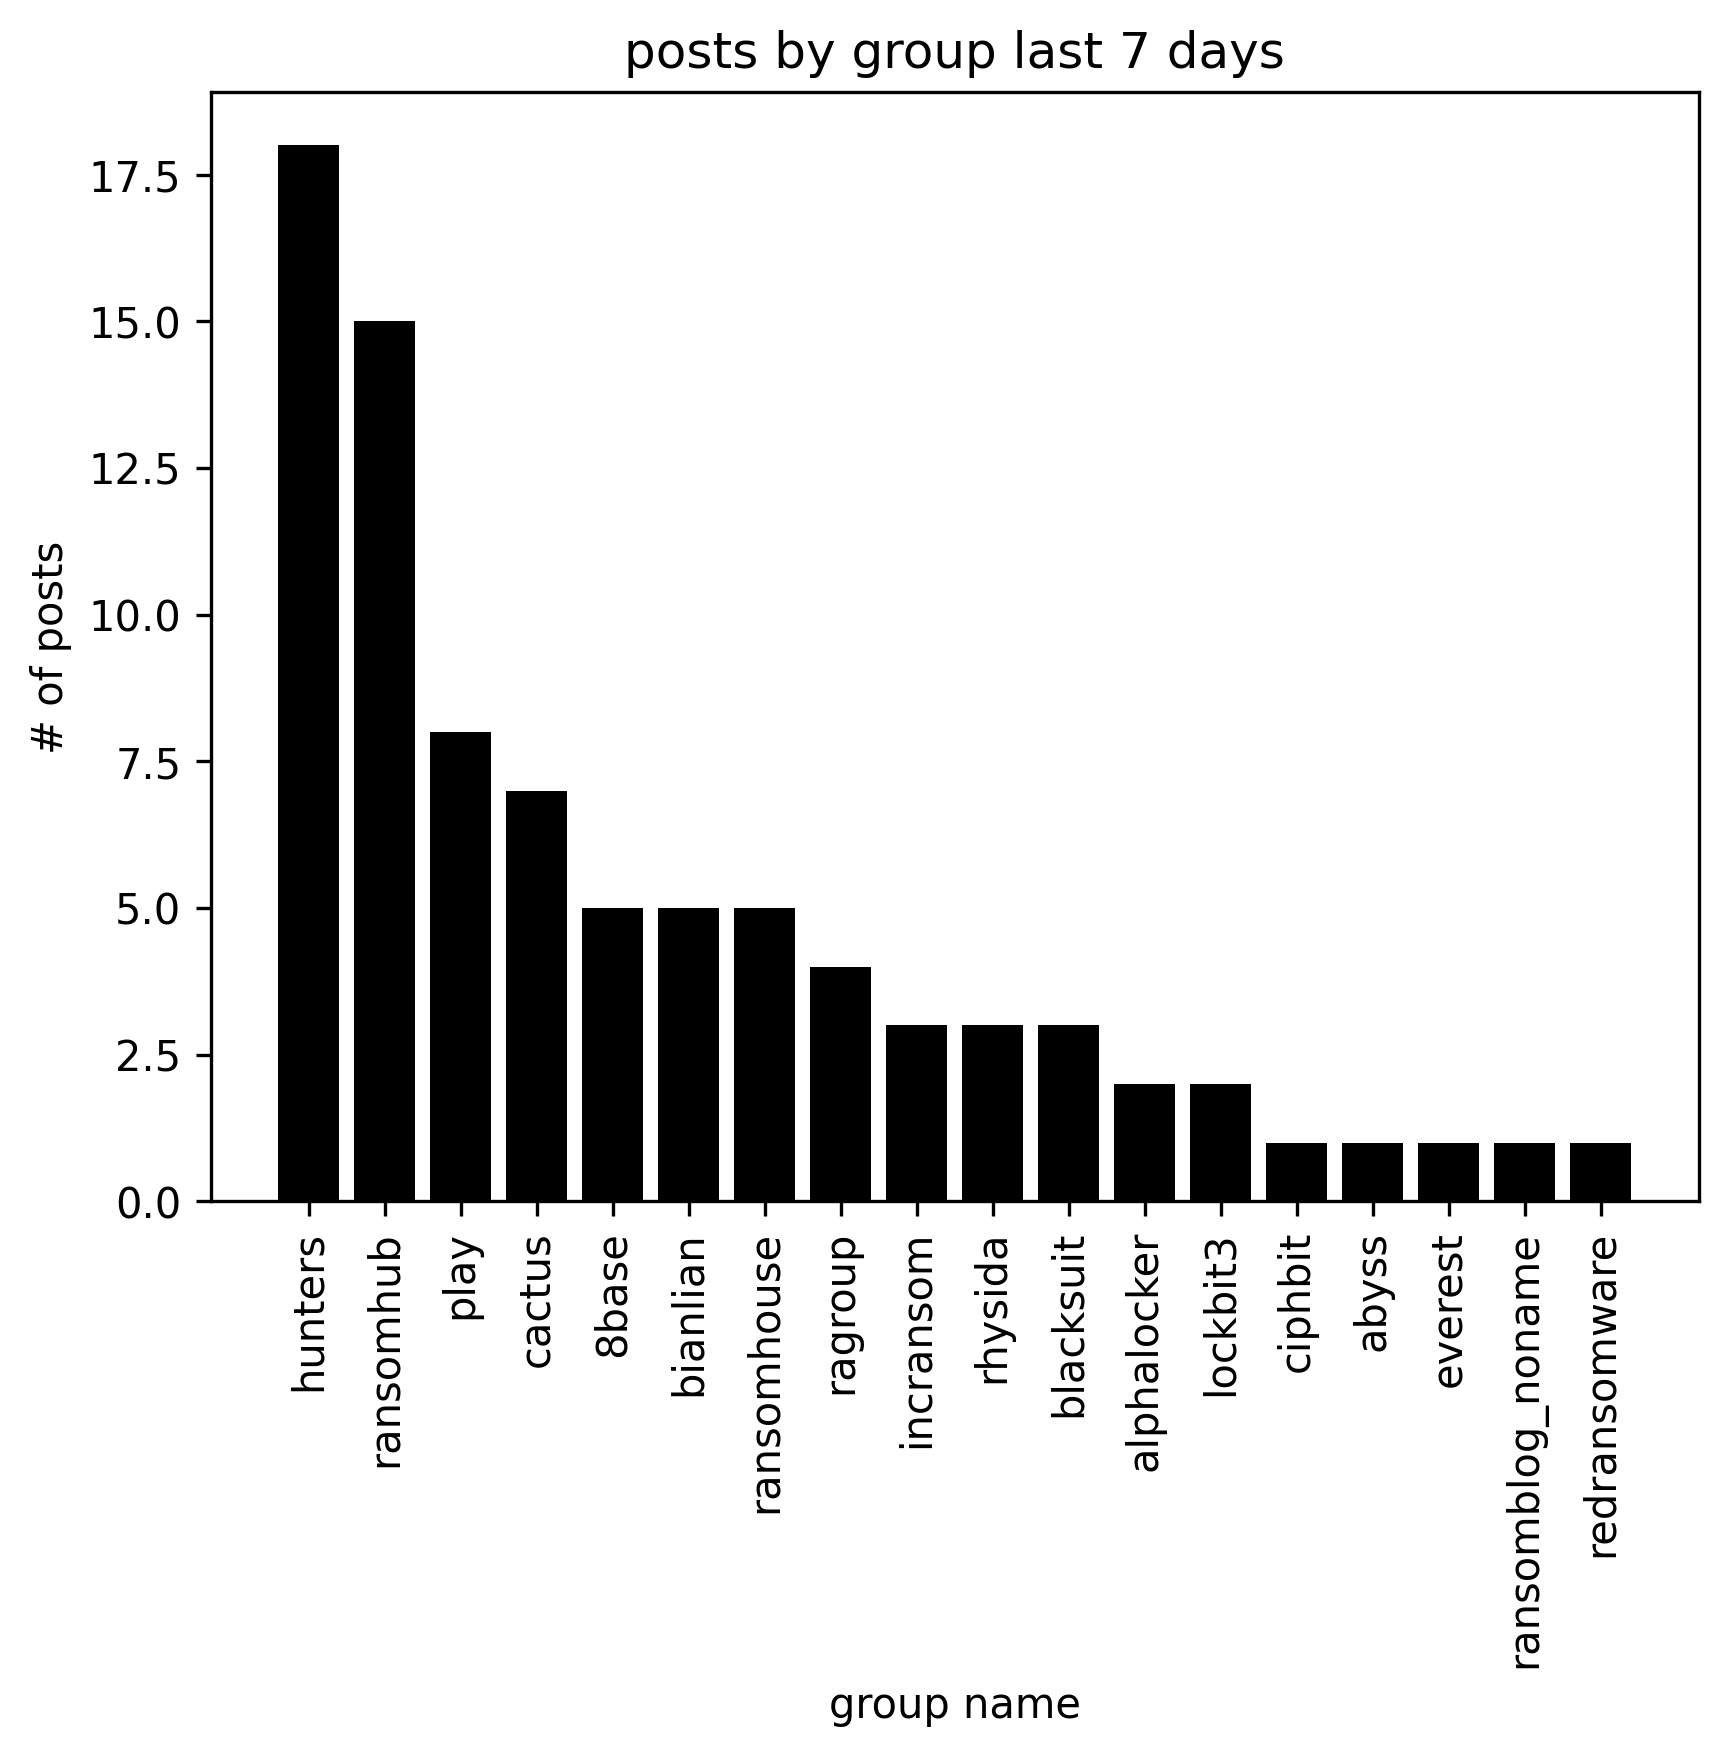 posts by group last 7 days
# of posts
17.5
15.0
12.5
10.0
7.5
5.0
2.5
0.0
hunters
ransomhub
play
cactus
8base
bianlian
ransomhouse
ragroup
incransom
rhysida
blacksuit
alphalocker
lockbit3
ciphbit
abyss
everest
ransomblog_noname
redransomware
group name